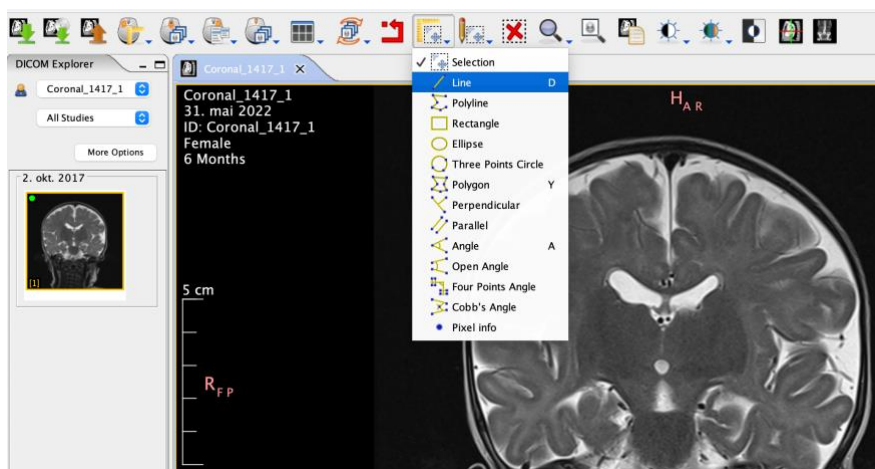 DICOM Explorer
Coronal_1417_1
All Studies
More Options
2. okt. 2017
[1]
Coronal_1417_1
Coronal_1417_1
31. mai 2022
ID: Coronal_1417_1
Female
6 Months
5 cm
R F P
H A R
Selection
Line D
Polyline
Rectangle
Ellipse
Three Points Circle
Polygon Y
Perpendicular
Parallel
Angle A
Open Angle
Four Points Angle
Cobb's Angle
Pixel info